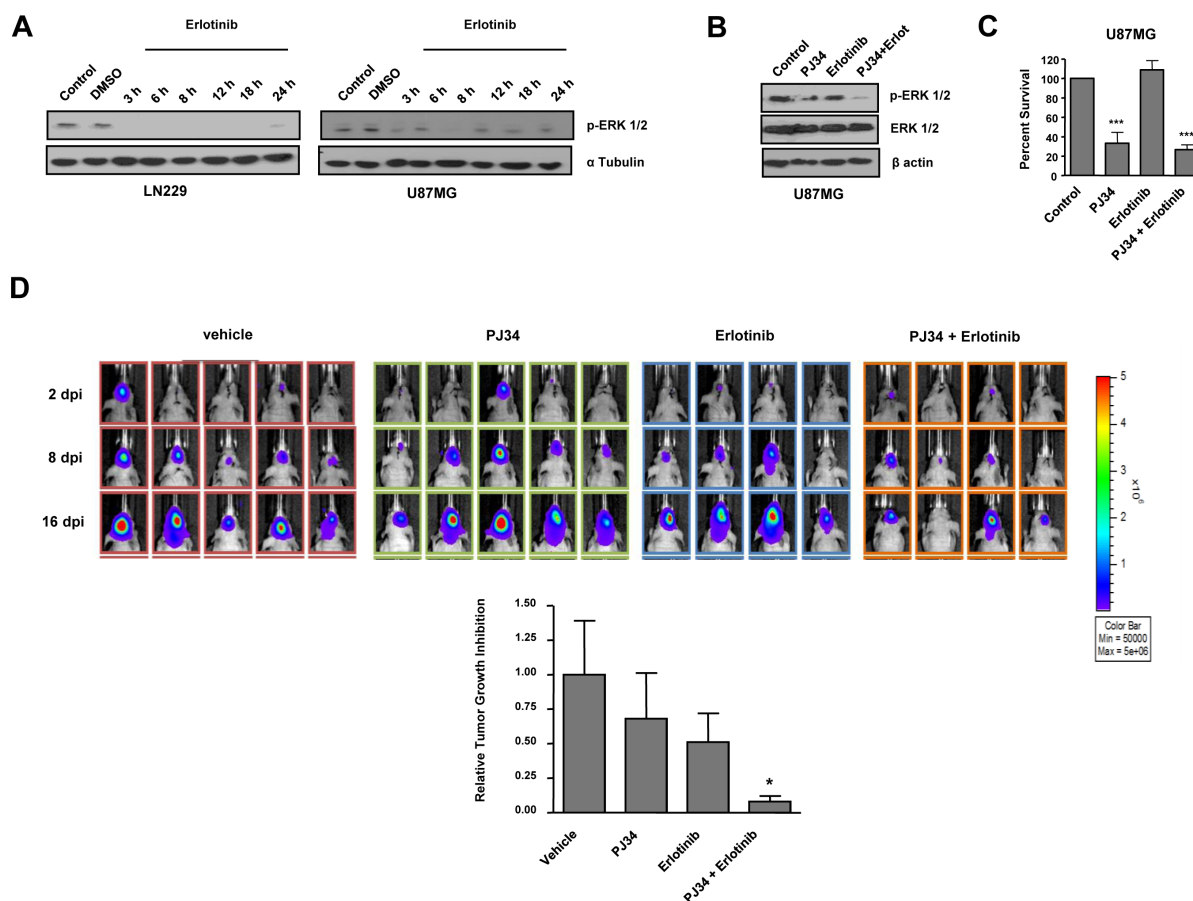 A
Erlotinib
Erlotinib
Control
DMSO
3 h
6 h
8 h
12 h
18 h
24 h
Control
DMSO
3 h
6 h
8 h
12 h
18 h
24 h
p-ERK 1/2
α Tubulin
LN229
U87MG
B
Control
PJ34
Erlotinib
PJ34+Erlot
p-ERK 1/2
ERK 1/2
β actin
U87MG
C
U87MG
Percent Survival
120
100
80
60
40
20
0
***
***
Control
PJ34
Erlotinib
PJ34 + Erlotinib
D
vehicle
PJ34
Erlotinib
PJ34 + Erlotinib
2 dpi
8 dpi
16 dpi
5
4
3
2
1
×10⁶
Color Bar
Min = 50000
Max = 5e+06
Relative Tumor Growth Inhibition
1.50
1.25
1.00
0.75
0.50
0.25
0.00
*
Vehicle
PJ34
Erlotinib
PJ34 + Erlotinib